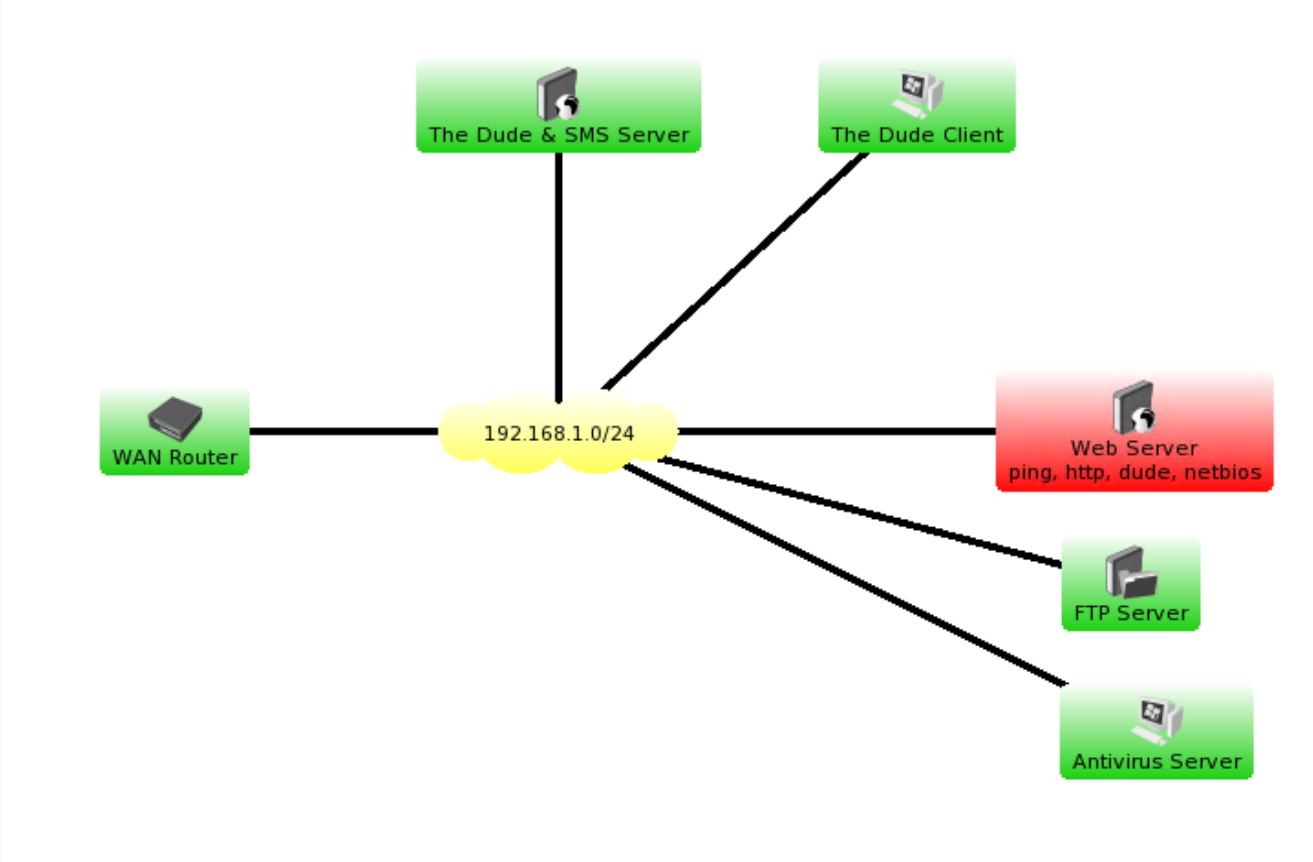 The Dude & SMS Server
The Dude Client
WAN Router
192.168.1.0/24
Web Server
ping, http, dude, netbios
FTP Server
Antivirus Server